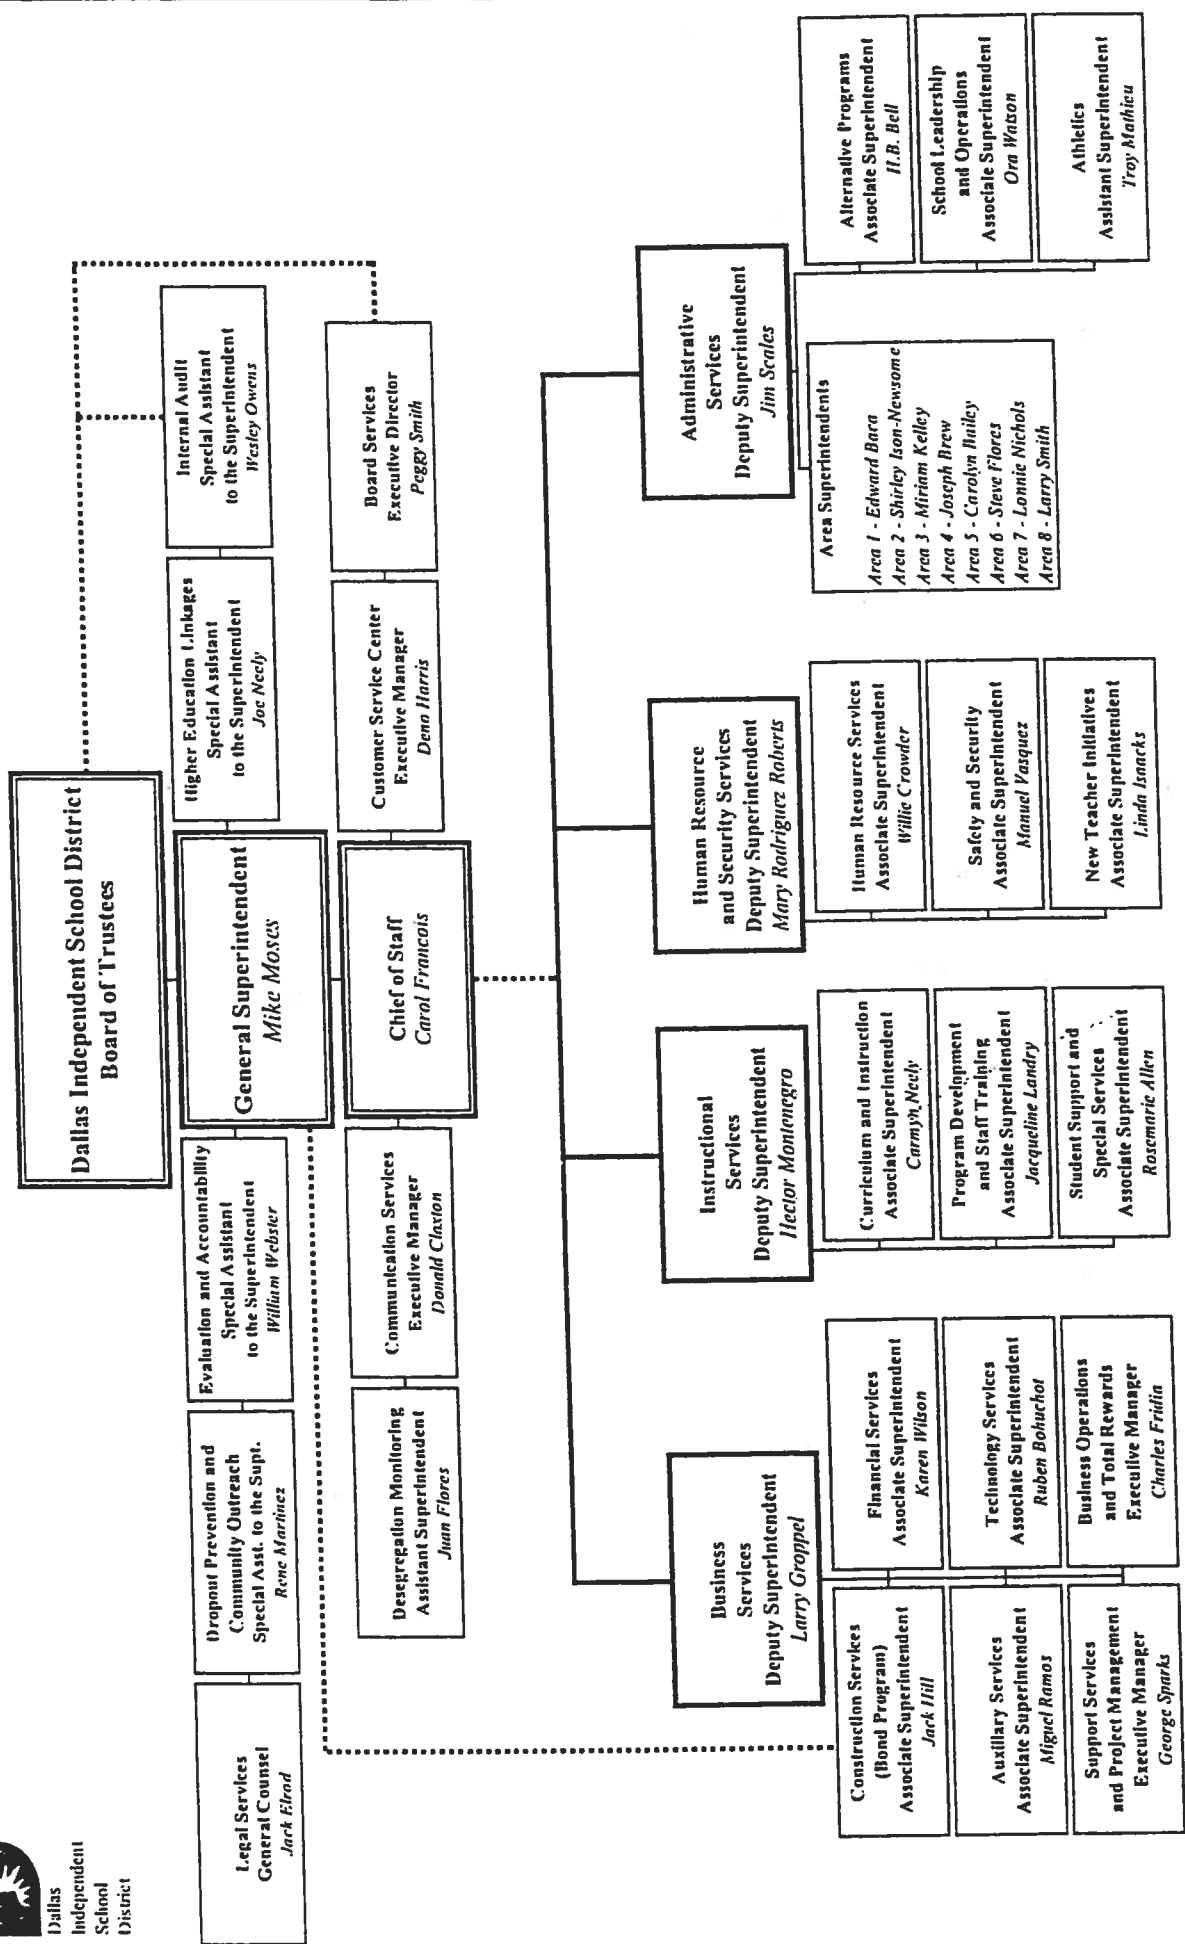 Dallas
Independent
School
District
Dallas Independent School District
Board of Trustees
General Superintendent
Mike Moses
Legal Services
General Counsel
Jack Elrod
Dropout Prevention and
Community Outreach
Special Asst. to the Supt.
Rene Martinez
Evaluation and Accountability
Special Assistant
to the Superintendent
William Webster
Higher Education Linkages
Special Assistant
to the Superintendent
Joe Neely
Internal Audit
Special Assistant
to the Superintendent
Wesley Owens
Chief of Staff
Carol Francois
Desegregation Monitoring
Assistant Superintendent
Juan Flores
Communication Services
Executive Manager
Donald Claxton
Customer Service Center
Executive Manager
Harris
Board Services
Executive Director
Peggy Smith
Business
Services
Deputy Superintendent
Larry Groppel
Construction Services
(Bond Program)
Associate Superintendent
Jack Hill
Auxiliary Services
Associate Superintendent
Miguel Ramos
Support Services
and Project Management
Executive Manager
George Sparks
Financial Services
Associate Superintendent
Karen Wilson
Technology Services
Associate Superintendent
Ruben Bohuchot
Business Operations
and Total Rewards
Executive Manager
Charles Fridia
Instructional
Services
Deputy Superintendent
Hector Montenegro
Curriculum and Instruction
Associate Superintendent
Carmyn Neely
Program Development
and Staff Training
Associate Superintendent
Jacqueline Landry
Student Support and
Special Services
Associate Superintendent
Rosemarie Allen
Human Resource
and Security Services
Deputy Superintendent
Mary Rodriguez Roberts
Human Resource Services
Associate Superintendent
Willie Crowder
Safety and Security
Associate Superintendent
Manuel Vasquez
New Teacher Initiatives
Associate Superintendent
Linda Isaacks
Administrative
Services
Deputy Superintendent
Jim Scales
Area Superintendents
Area 1 - Edward Baca
Area 2 - Shirley Ison-Newsome
Area 3 - Miriam Kelley
Area 4 - Joseph Brew
Area 5 - Carolyn Bailey
Area 6 - Steve Flores
Area 7 - Lonnie Nichols
Area 8 - Larry Smith
Alternative Programs
Associate Superintendent
H.B. Bell
School Leadership
and Operations
Associate Superintendent
Ora Watson
Athletics
Assistant Superintendent
Troy Mathieu